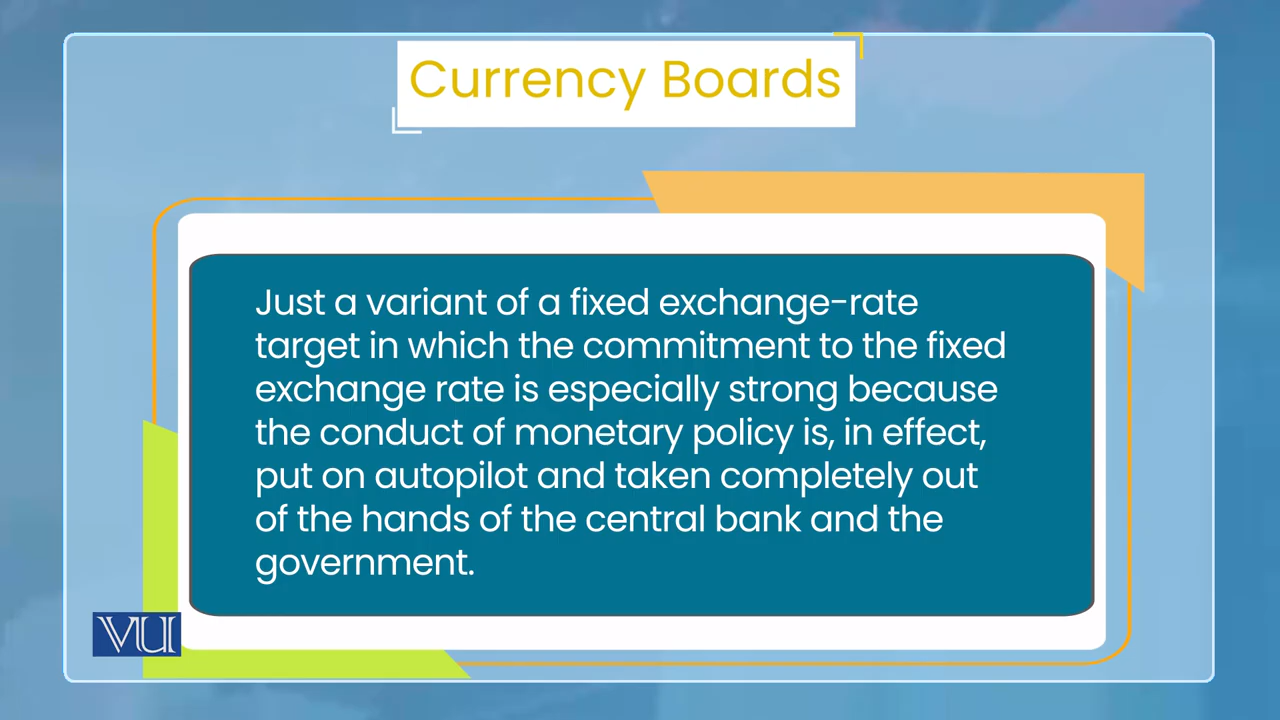 Currency Boards
Just a variant of a fixed exchange-rate
target in which the commitment to the fixed
exchange rate is especially strong because
the conduct of monetary policy is, in effect,
put on autopilot and taken completely out
of the hands of the central bank and the
government.
VU